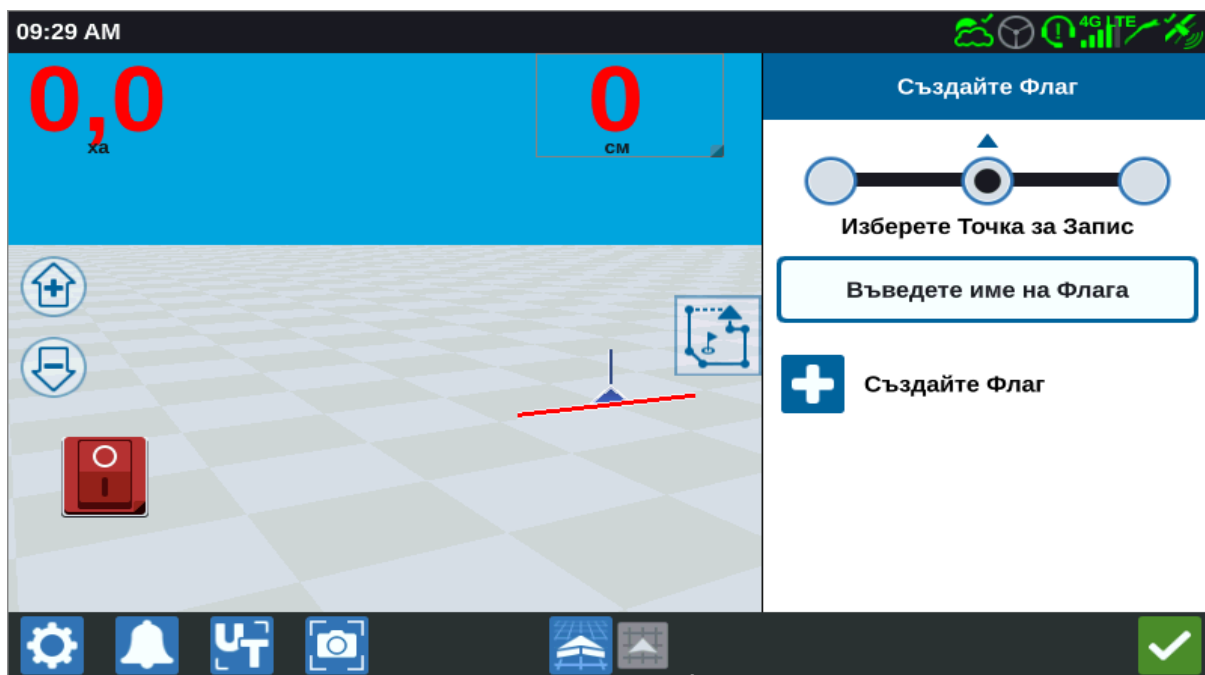 09:29 AM
4G LTE
0,0
ха
0
см
Създайте Флаг
Изберете Точка за Запис
Въведете име на Флага
Създайте Флаг
UT